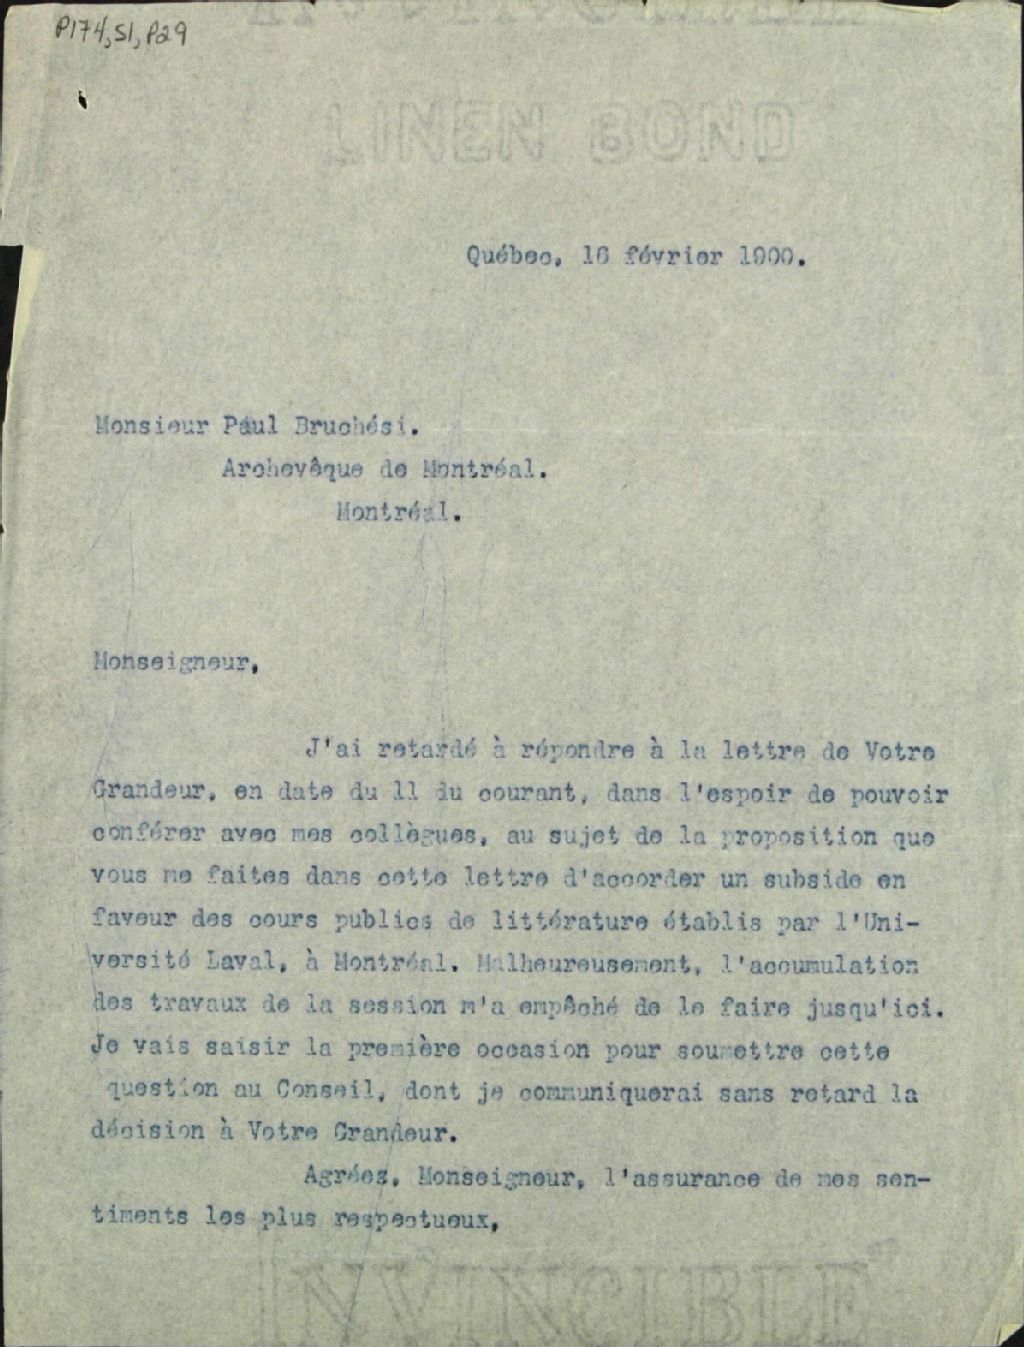 P174,S1,P29
LINEN BOND
Québec, 16 février 1900.
Monsieur Paul Bruchési.
Archevêque de Montréal.
Montréal.
Monseigneur,
J'ai retardé à répondre à la lettre de Votre
Grandeur, en date du 11 du courant, dans l'espoir de pouvoir
conférer avec mes collègues, au sujet de la proposition que
vous me faites dans cette lettre d'accorder un subside en
faveur des cours publics de littérature établis par l'Uni-
versité Laval, à Montréal. Malheureusement, l'accumulation
des travaux de la session m'a empêché de le faire jusqu'ici.
Je vais saisir la première occasion pour soumettre cette
question au Conseil, dont je communiquerai sans retard la
décision à Votre Grandeur.
Agréez, Monseigneur, l'assurance de mes sen-
timents les plus respectueux,
INVINCIBLE